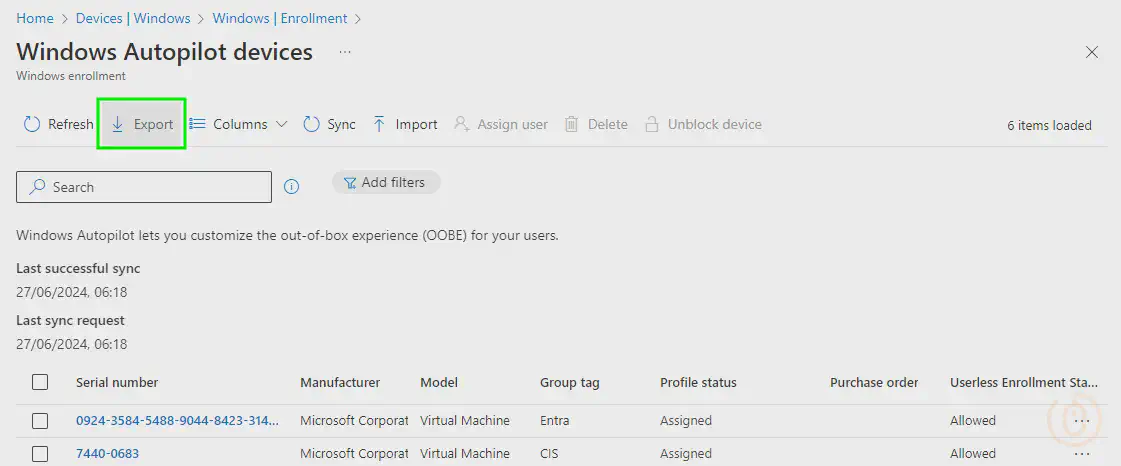 Home > Devices | Windows > Windows | Enrollment >
Windows Autopilot devices ...
Windows enrollment
Refresh Export Columns Sync Import Assign user Delete Unblock device 6 items loaded
Search Add filters
Windows Autopilot lets you customize the out-of-box experience (OOBE) for your users.
Last successful sync
27/06/2024, 06:18
Last sync request
27/06/2024, 06:18
Serial number Manufacturer Model Group tag Profile status Purchase order Userless Enrollment Sta...
0924-3584-5488-9044-8423-314... Microsoft Corporat Virtual Machine Entra Assigned Allowed ...
7440-0683 Microsoft Corporat Virtual Machine CIS Assigned Allowed ...